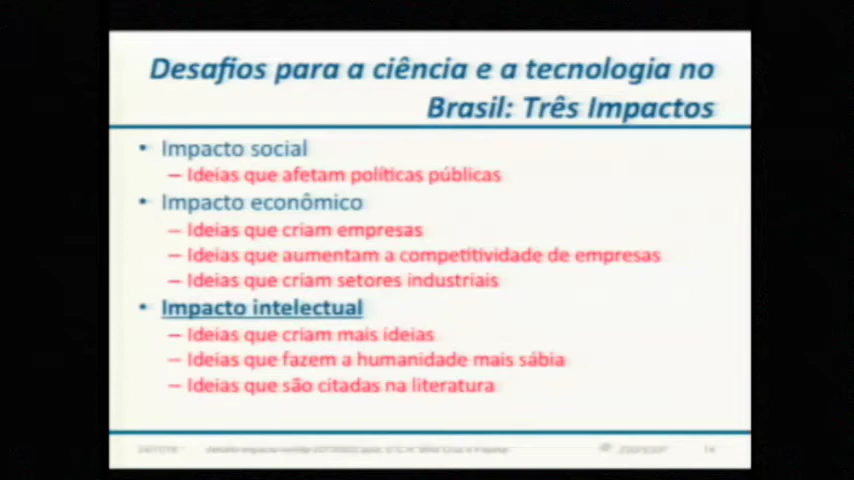 Desafios para a ciência e a tecnologia no
Brasil: Três Impactos
• Impacto social
– Ideias que afetam políticas públicas
• Impacto econômico
– Ideias que criam empresas
– Ideias que aumentam a competitividade de empresas
– Ideias que criam setores industriais
• Impacto intelectual
– Ideias que criam mais ideias
– Ideias que fazem a humanidade mais sábia
– Ideias que são citadas na literatura